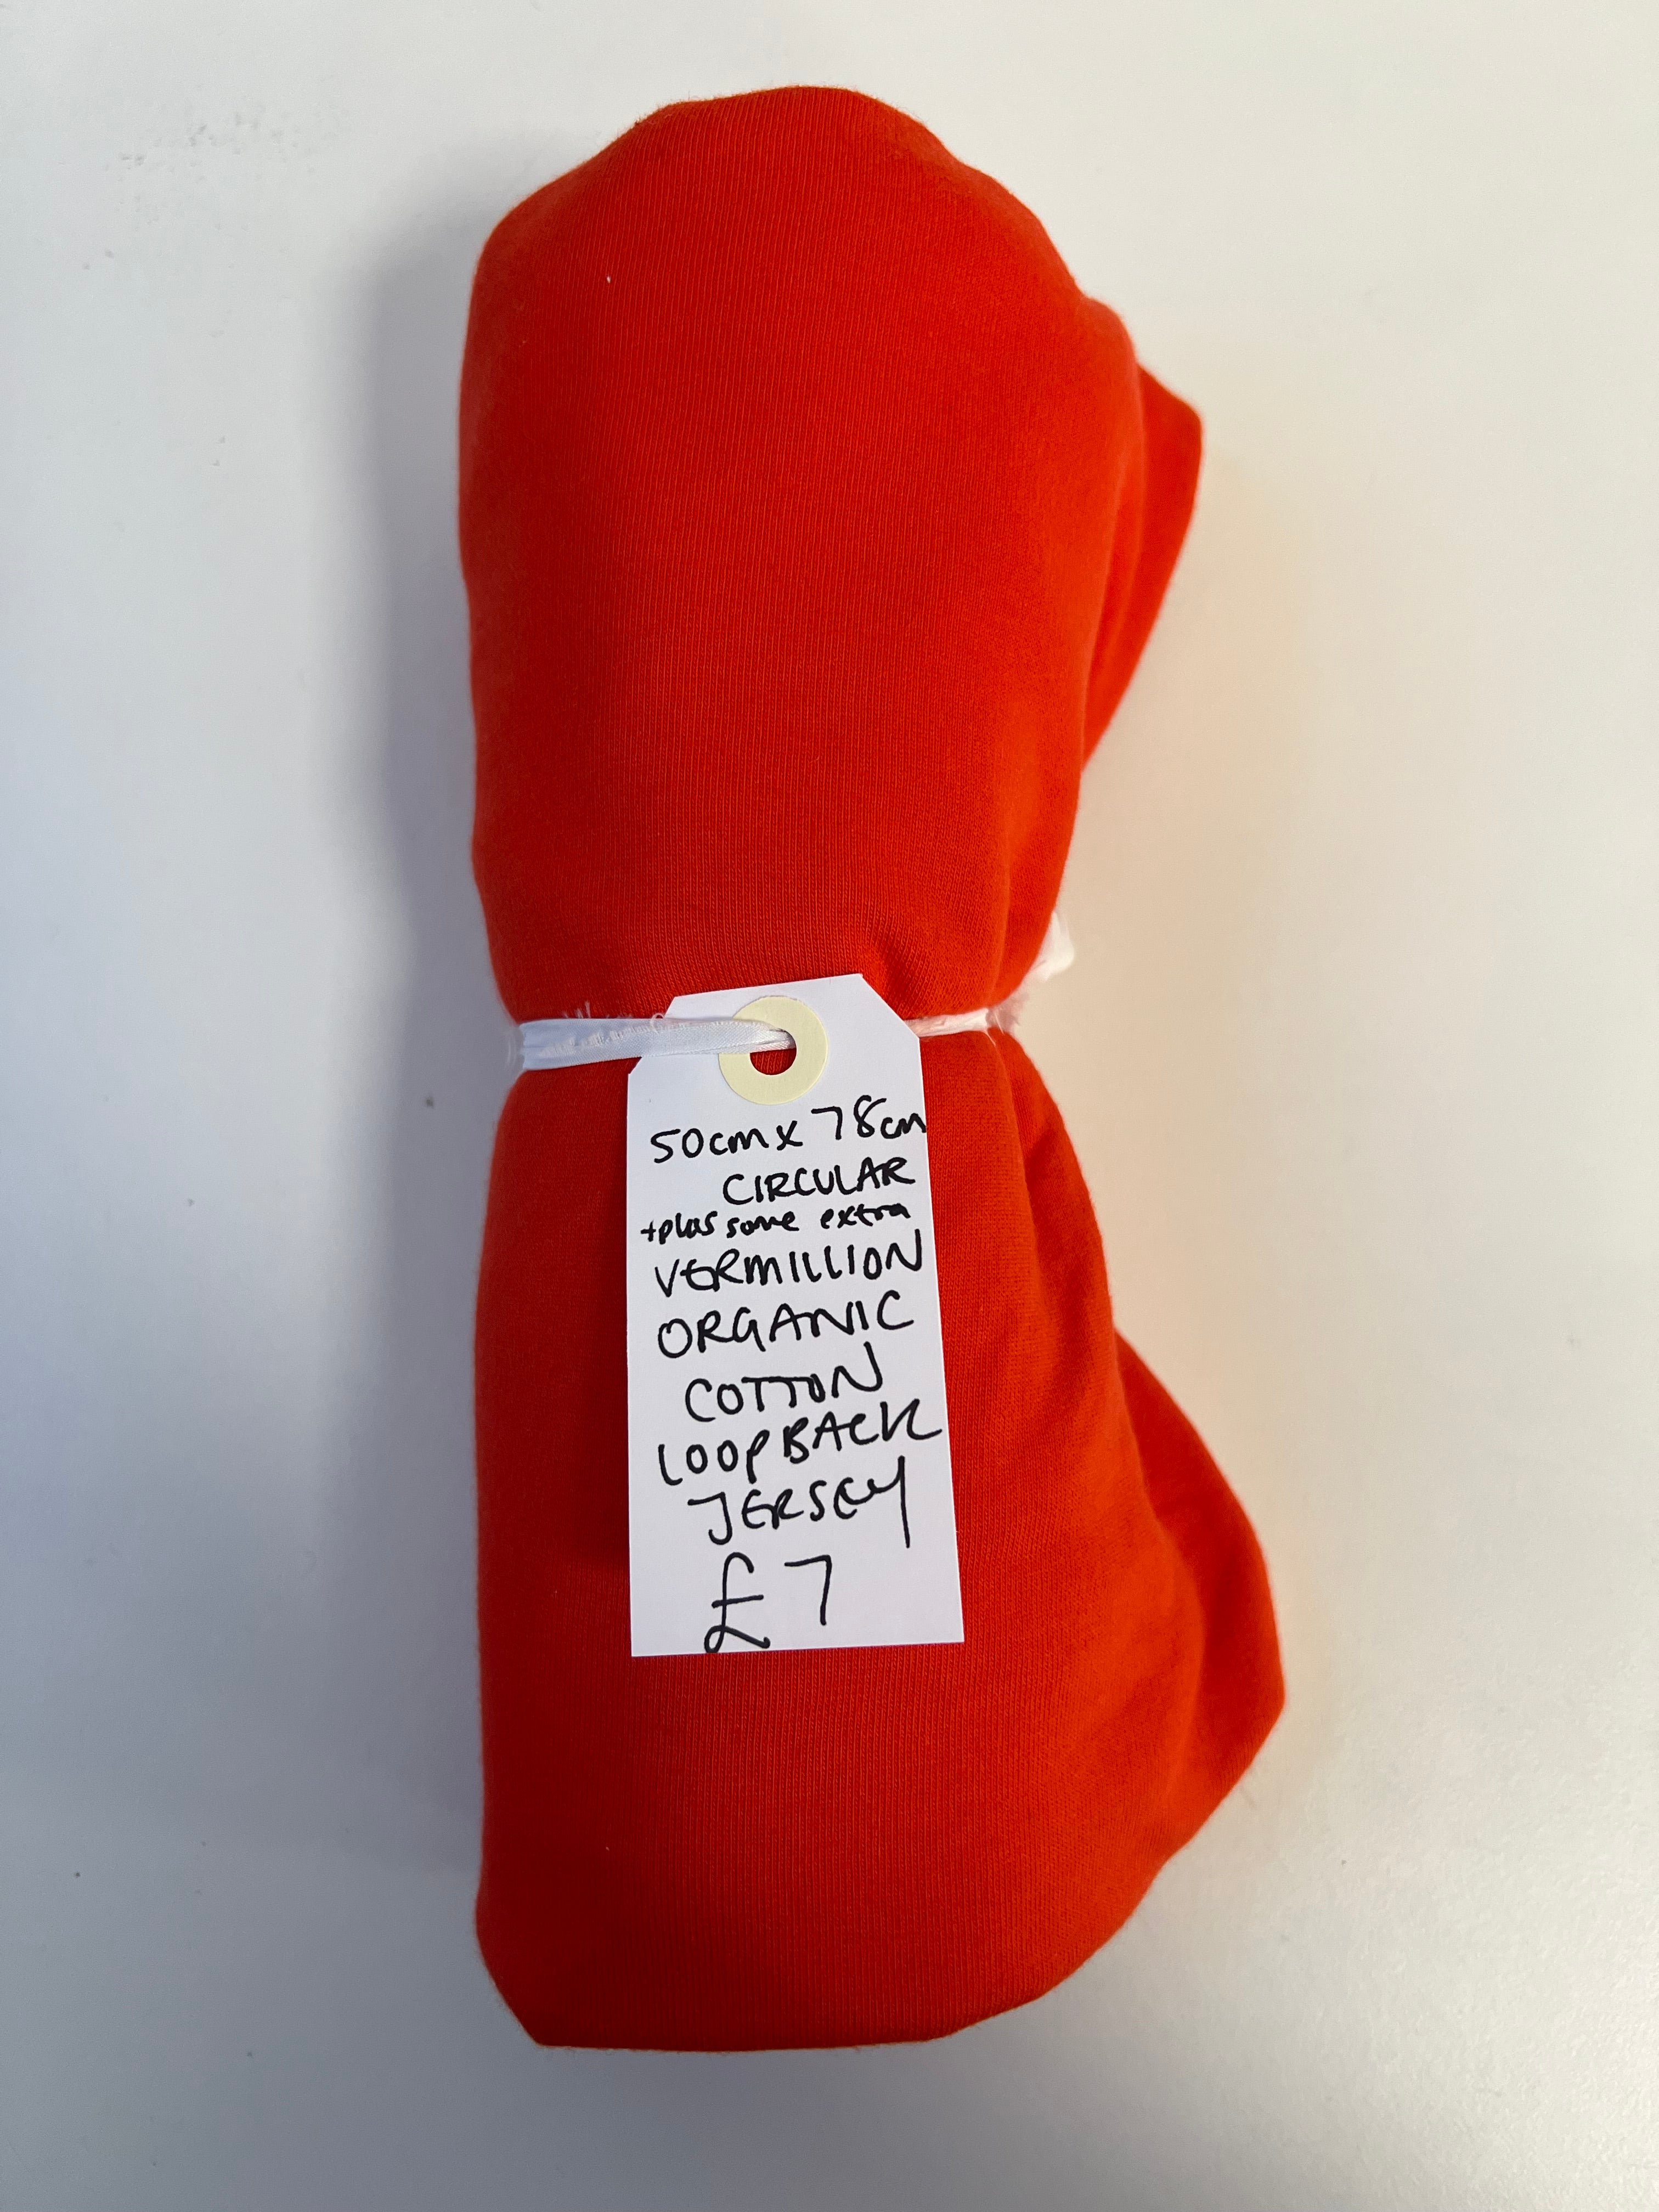 50cm x 78cm
CIRCULAR
+plus some extra
VERMILLION
ORGANIC
COTTON
LOOPBACK
JERSEY
£7